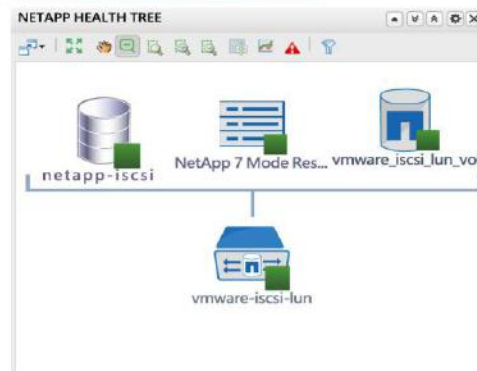 NETAPP HEALTH TREE
netapp-iscsi
NetApp 7 Mode Res...
vmware_iscsi_lun_vo
vmware-iscsi-lun